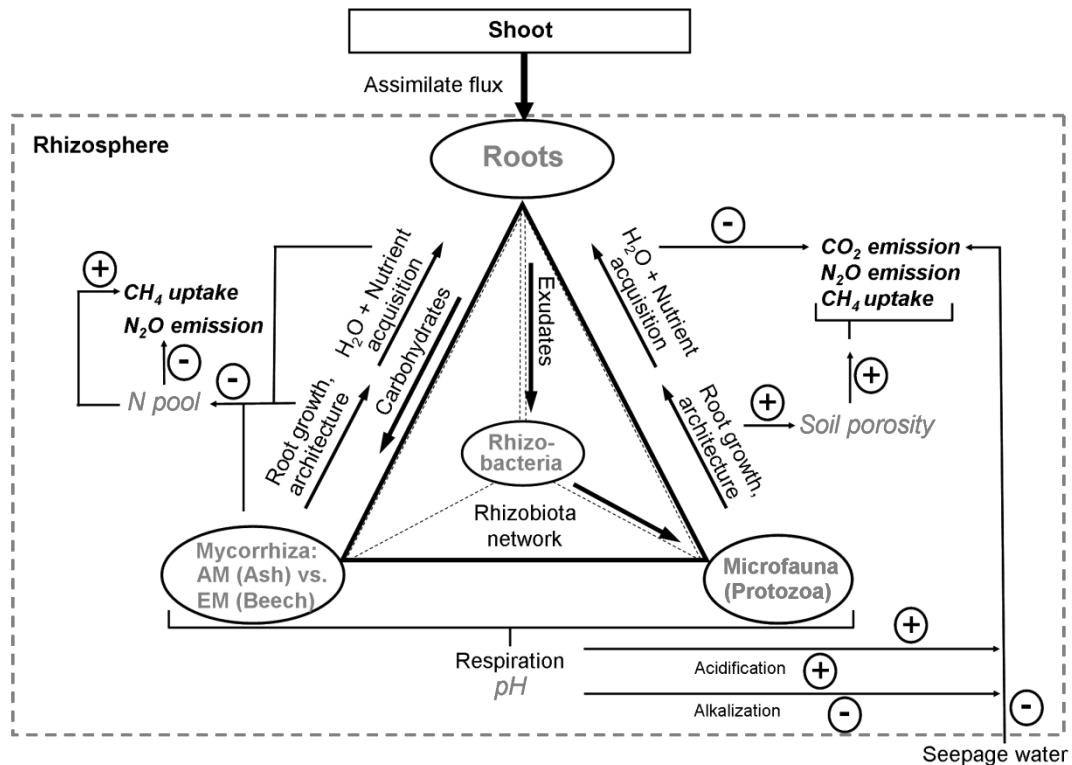 Shoot
Assimilate flux
Rhizosphere
Roots
H₂O + Nutrient
acquisition
Carbohydrates
Exudates
H₂O + Nutrient
acquisition
-
CO₂ emission
N₂O emission
CH₄ uptake
+
CH₄ uptake
N₂O emission
-
-
N pool
Root growth,
architecture
Root growth,
architecture
+
+
Soil porosity
Rhizo-
bacteria
Rhizobiota
network
Mycorrhiza:
AM (Ash) vs.
EM (Beech)
Microfauna
(Protozoa)
Respiration
pH
+
Acidification
+
Alkalization
-
-
Seepage water